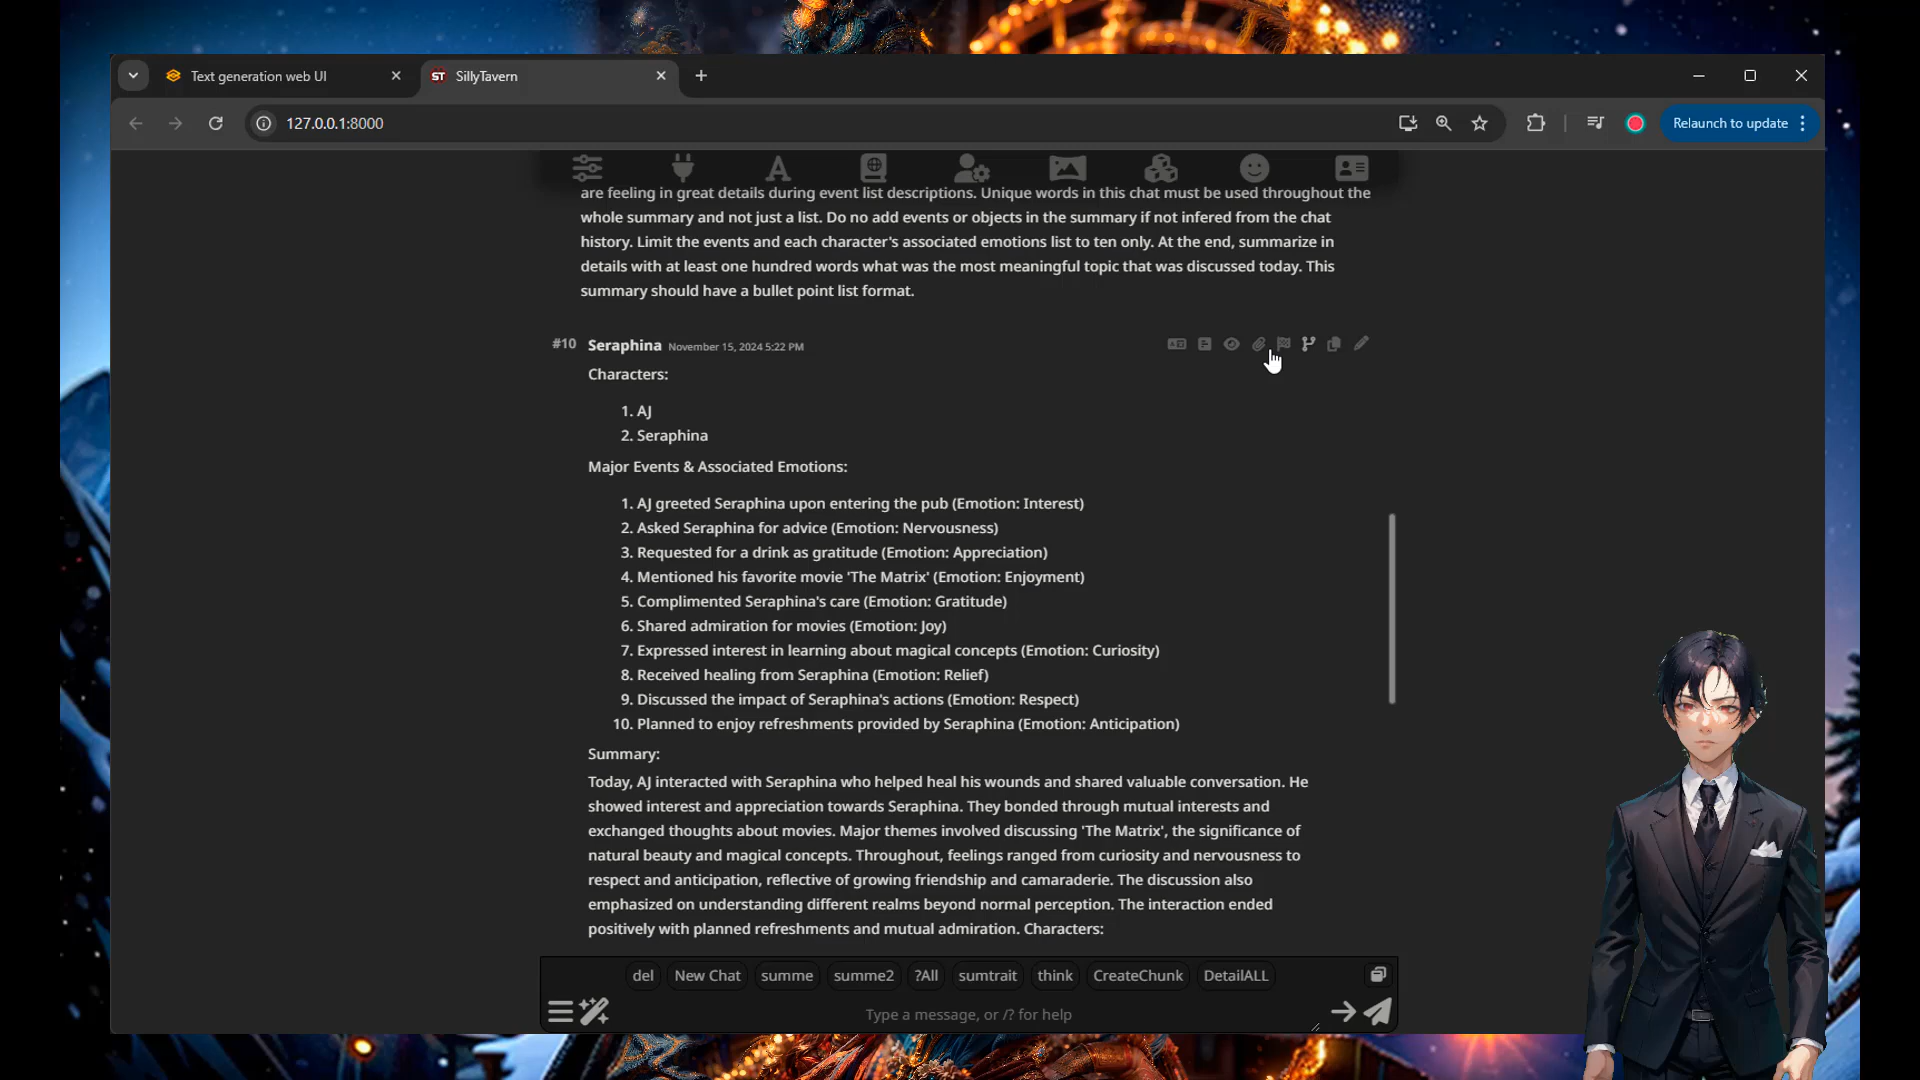 Text generation web UI
ST SillyTavern
127.0.0.1:8000
Relaunch to update
are feeling in great details during event list descriptions. Unique words in this chat must be used throughout the
whole summary and not just a list. Do no add events or objects in the summary if not infered from the chat
history. Limit the events and each character's associated emotions list to ten only. At the end, summarize in
details with at least one hundred words what was the most meaningful topic that was discussed today. This
summary should have a bullet point list format.
#10 Seraphina November 15, 2024 5:22 PM
Characters:
1. AJ
2. Seraphina
Major Events & Associated Emotions:
1. AJ greeted Seraphina upon entering the pub (Emotion: Interest)
2. Asked Seraphina for advice (Emotion: Nervousness)
3. Requested for a drink as gratitude (Emotion: Appreciation)
4. Mentioned his favorite movie 'The Matrix' (Emotion: Enjoyment)
5. Complimented Seraphina's care (Emotion: Gratitude)
6. Shared admiration for movies (Emotion: Joy)
7. Expressed interest in learning about magical concepts (Emotion: Curiosity)
8. Received healing from Seraphina (Emotion: Relief)
9. Discussed the impact of Seraphina's actions (Emotion: Respect)
10. Planned to enjoy refreshments provided by Seraphina (Emotion: Anticipation)
Summary:
Today, AJ interacted with Seraphina who helped heal his wounds and shared valuable conversation. He
showed interest and appreciation towards Seraphina. They bonded through mutual interests and
exchanged thoughts about movies. Major themes involved discussing 'The Matrix', the significance of
natural beauty and magical concepts. Throughout, feelings ranged from curiosity and nervousness to
respect and anticipation, reflective of growing friendship and camaraderie. The discussion also
emphasized on understanding different realms beyond normal perception. The interaction ended
positively with planned refreshments and mutual admiration. Characters:
del New Chat summe summe2 ?All sumtrait think CreateChunk DetailALL
Type a message, or /? for help